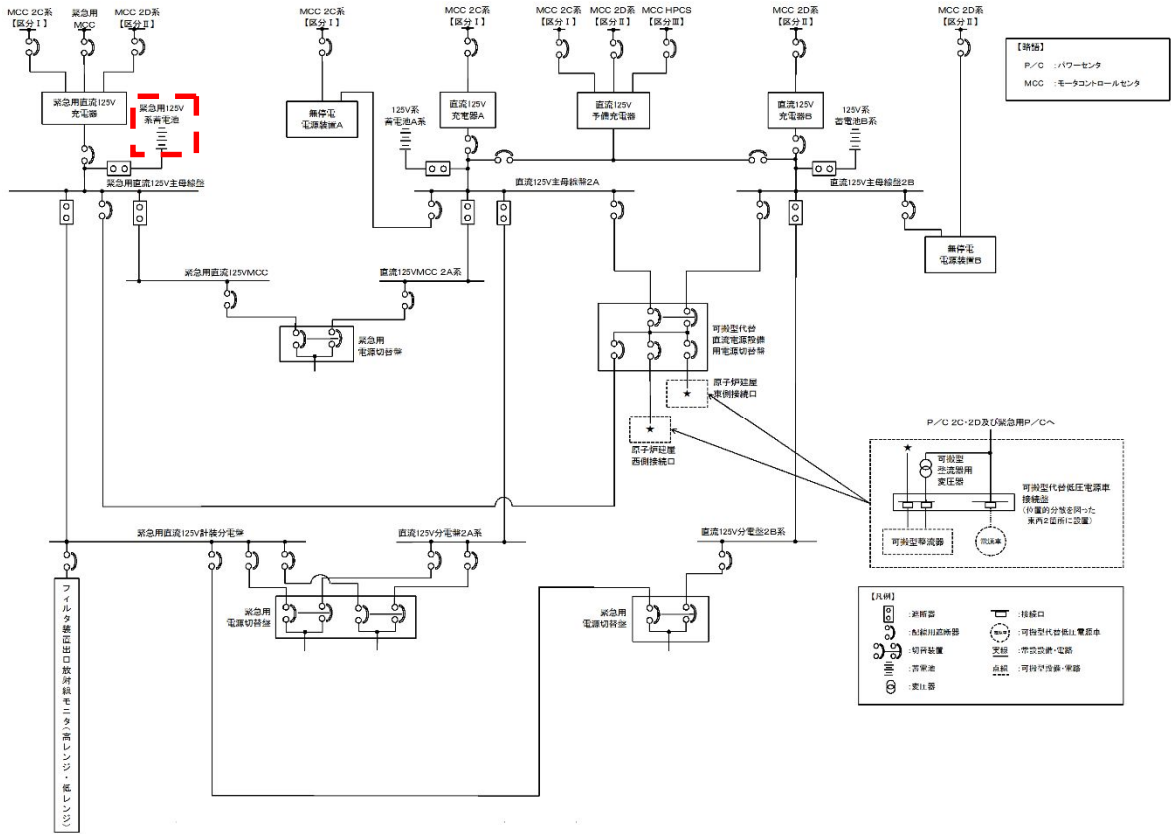 MCC 2C系
【区分Ⅰ】
緊急用
MCC
MCC 2D系
【区分Ⅱ】
MCC 2C系
【区分Ⅰ】
MCC 2C系
【区分Ⅰ】
MCC 2C系
【区分Ⅰ】
MCC 2D系
【区分Ⅱ】
MCC HPCS
【区分Ⅲ】
MCC 2D系
【区分Ⅱ】
MCC 2D系
【区分Ⅱ】
【略語】
P/C :パワーセンタ
MCC :モータコントロールセンタ
緊急用直流125V
充電器
緊急用125V
系蓄電池
無停電
電源装置A
125V系
蓄電池A系
直流125V
充電器A
直流125V
予備充電器
直流125V
充電器B
125V系
蓄電池B系
緊急用直流125V主母線盤
直流125V主母線盤2A
直流125V主母線盤2B
無停電
電源装置B
緊急用直流125VMCC
直流125VMCC 2A系
緊急用
電源切替盤
可搬型代替
直流電源設備
用電源切替盤
原子炉建屋
東側接続口
★
★
原子炉建屋
西側接続口
P/C 2C・2D及び緊急用P/Cへ
★
可搬型
整流器用
変圧器
可搬型代替低圧電源車
接続盤
(位置的分散を図った
東西2箇所に設置)
可搬型整流器
電源車
緊急用直流125V計装分電盤
直流125V分電盤2A系
直流125V分電盤2B系
緊急用
電源切替盤
緊急用
電源切替盤
フィルタ装置出口放射線モニタ(高レンジ・低レンジ)
【凡例】
:遮断器
:配線用遮断器
:切替装置
:蓄電池
:変圧器
:接続口
電源車 :可搬型代替低圧電源車
実線 :常設設備・電路
点線 :可搬型設備・電路